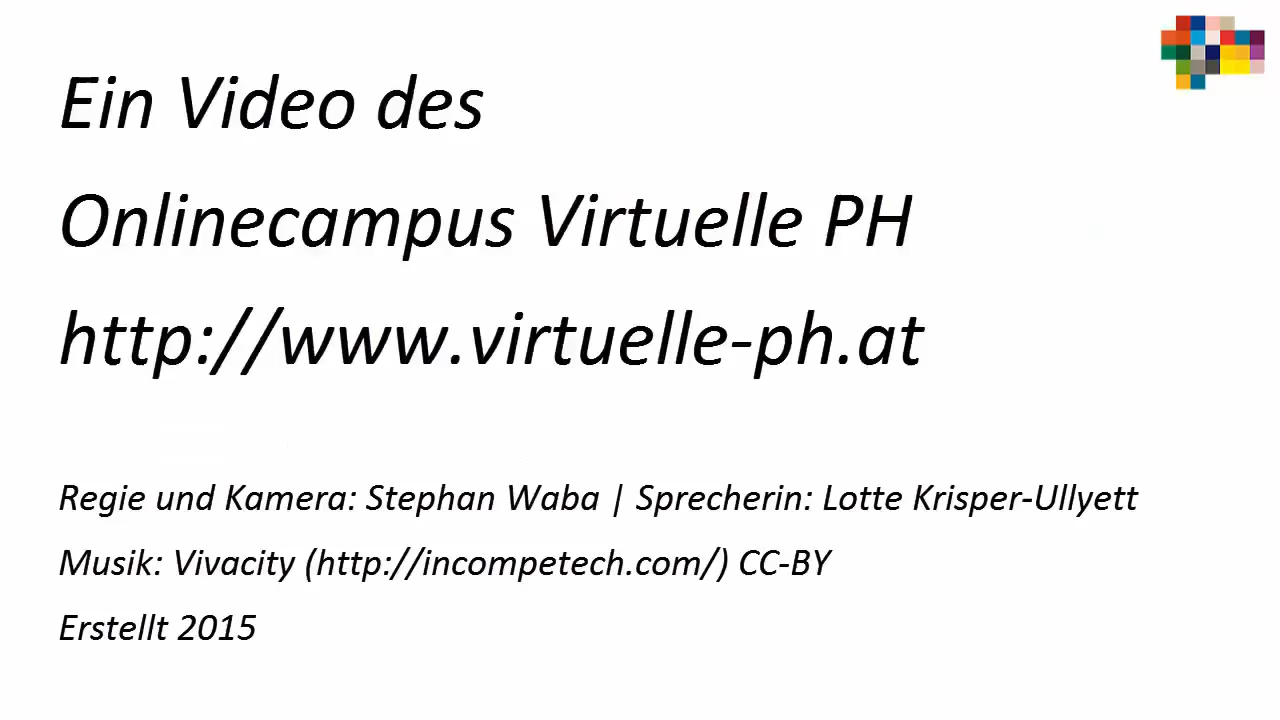 Ein Video des
Onlinecampus Virtuelle PH
http://www.virtuelle-ph.at
Regie und Kamera: Stephan Waba | Sprecherin: Lotte Krisper-Ullyett
Musik: Vivacity (http://incompetech.com/) CC-BY
Erstellt 2015